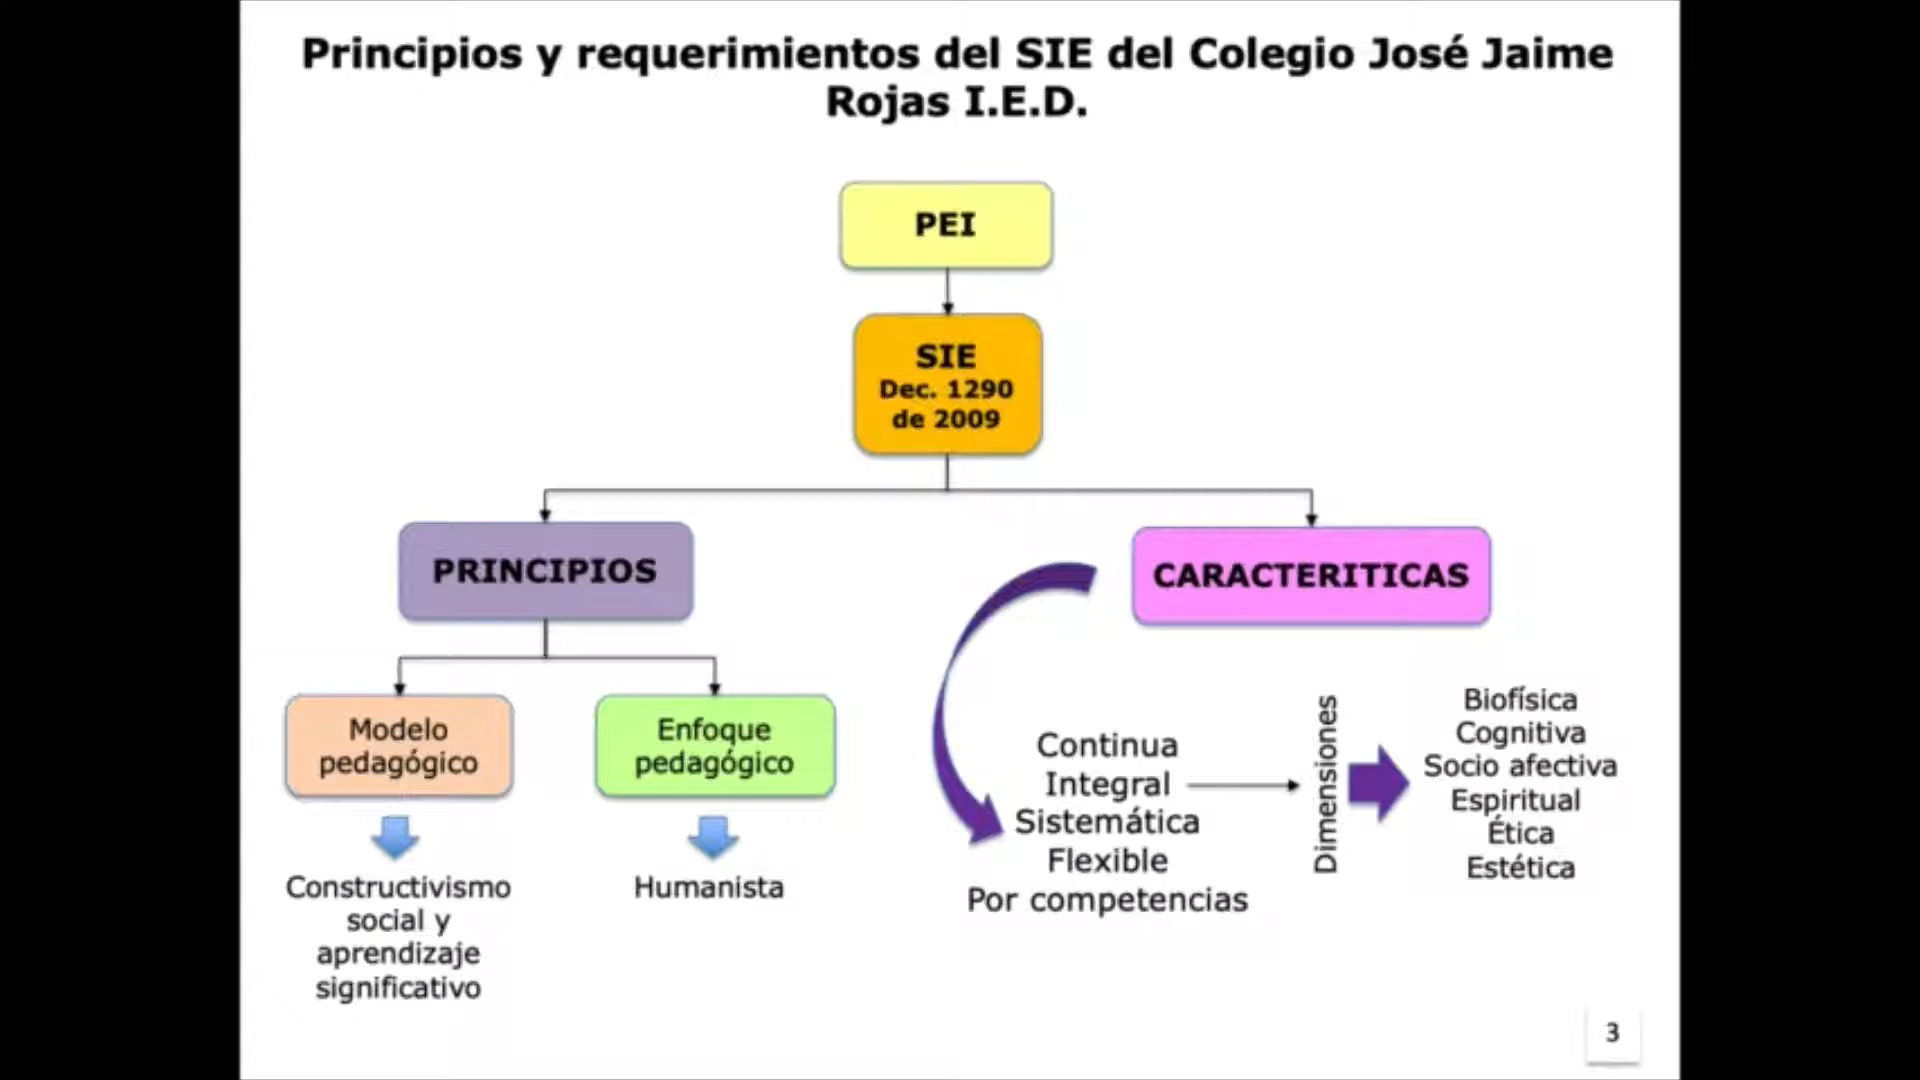 Principios y requerimientos del SIE del Colegio José Jaime
Rojas I.E.D.
PEI
SIE
Dec. 1290
de 2009
PRINCIPIOS
CARACTERITICAS
Modelo
pedagógico
Enfoque
pedagógico
Constructivismo
social y
aprendizaje
significativo
Humanista
Continua
Integral
Sistemática
Flexible
Por competencias
Dimensiones
Biofísica
Cognitiva
Socio afectiva
Espiritual
Ética
Estética
3